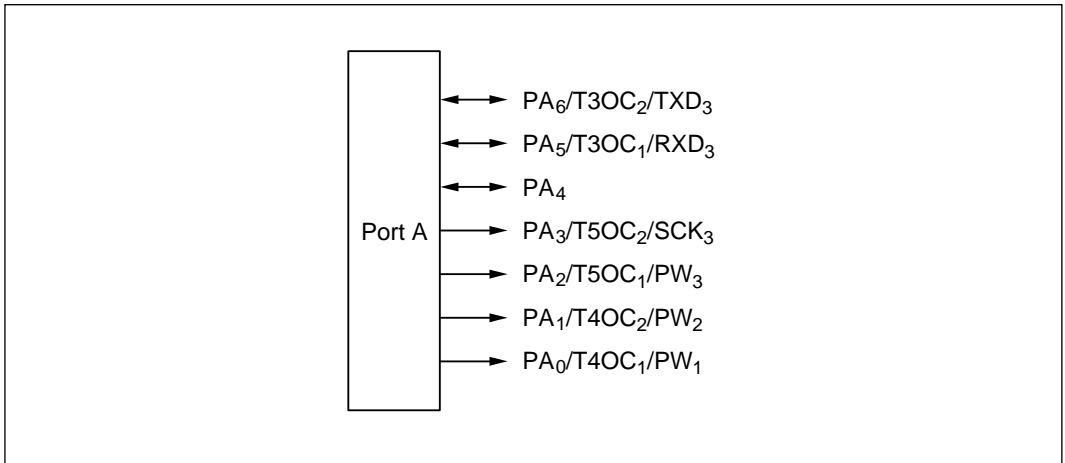 PA₆/T3OC₂/TXD₃
PA₅/T3OC₁/RXD₃
PA₄
Port A
PA₃/T5OC₂/SCK₃
PA₂/T5OC₁/PW₃
PA₁/T4OC₂/PW₂
PA₀/T4OC₁/PW₁